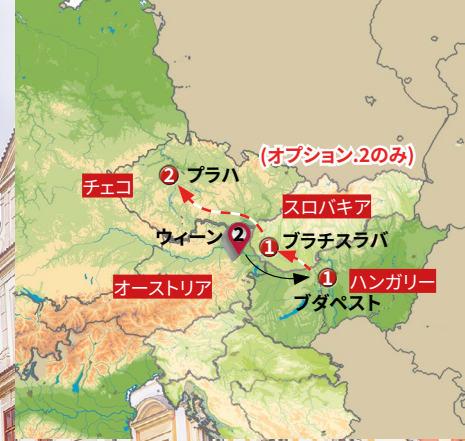 (オプション.2のみ)
2 プラハ
チェコ
スロバキア
ウィーン 2
1 ブラチスラバ
オーストリア
1 ハンガリー
ブダペスト